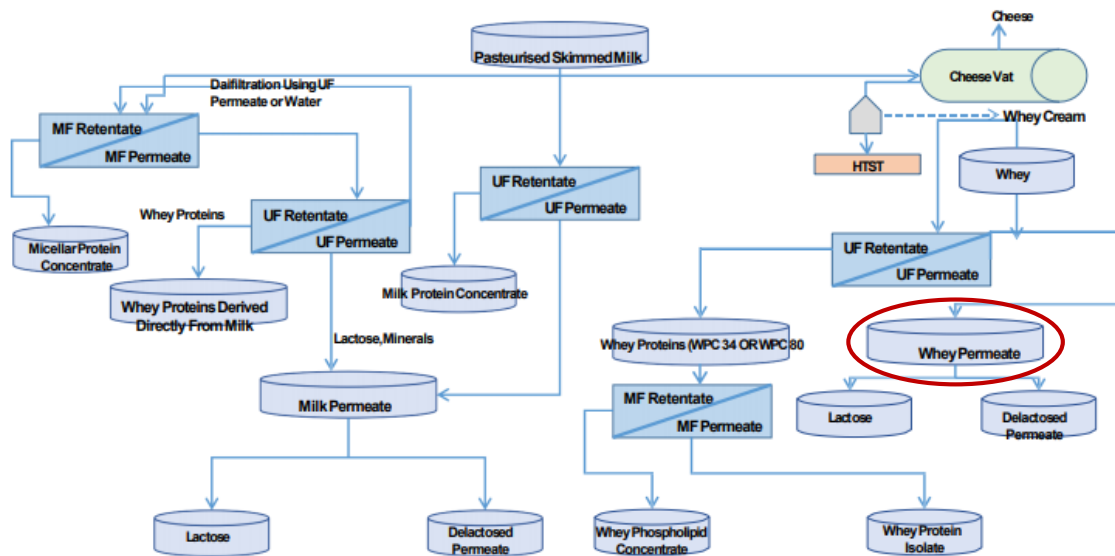 Cheese
Pasteurised Skimmed Milk
Cheese Vat
Daifiltration Using UF
Permeate or Water
Whey Cream
MF Retentate
MF Permeate
HTST
Whey
UF Retentate
UF Permeate
Whey Proteins
UF Retentate
UF Permeate
UF Retentate
UF Permeate
Micellar Protein
Concentrate
Milk Protein Concentrate
Whey Proteins Derived
Directly From Milk
Lactose, Minerals
Whey Proteins (WPC 34 OR WPC 80
Whey Permeate
Milk Permeate
MF Retentate
MF Permeate
Lactose
Delactosed
Permeate
Lactose
Delactosed
Permeate
Whey Phospholipid
Concentrate
Whey Protein
Isolate